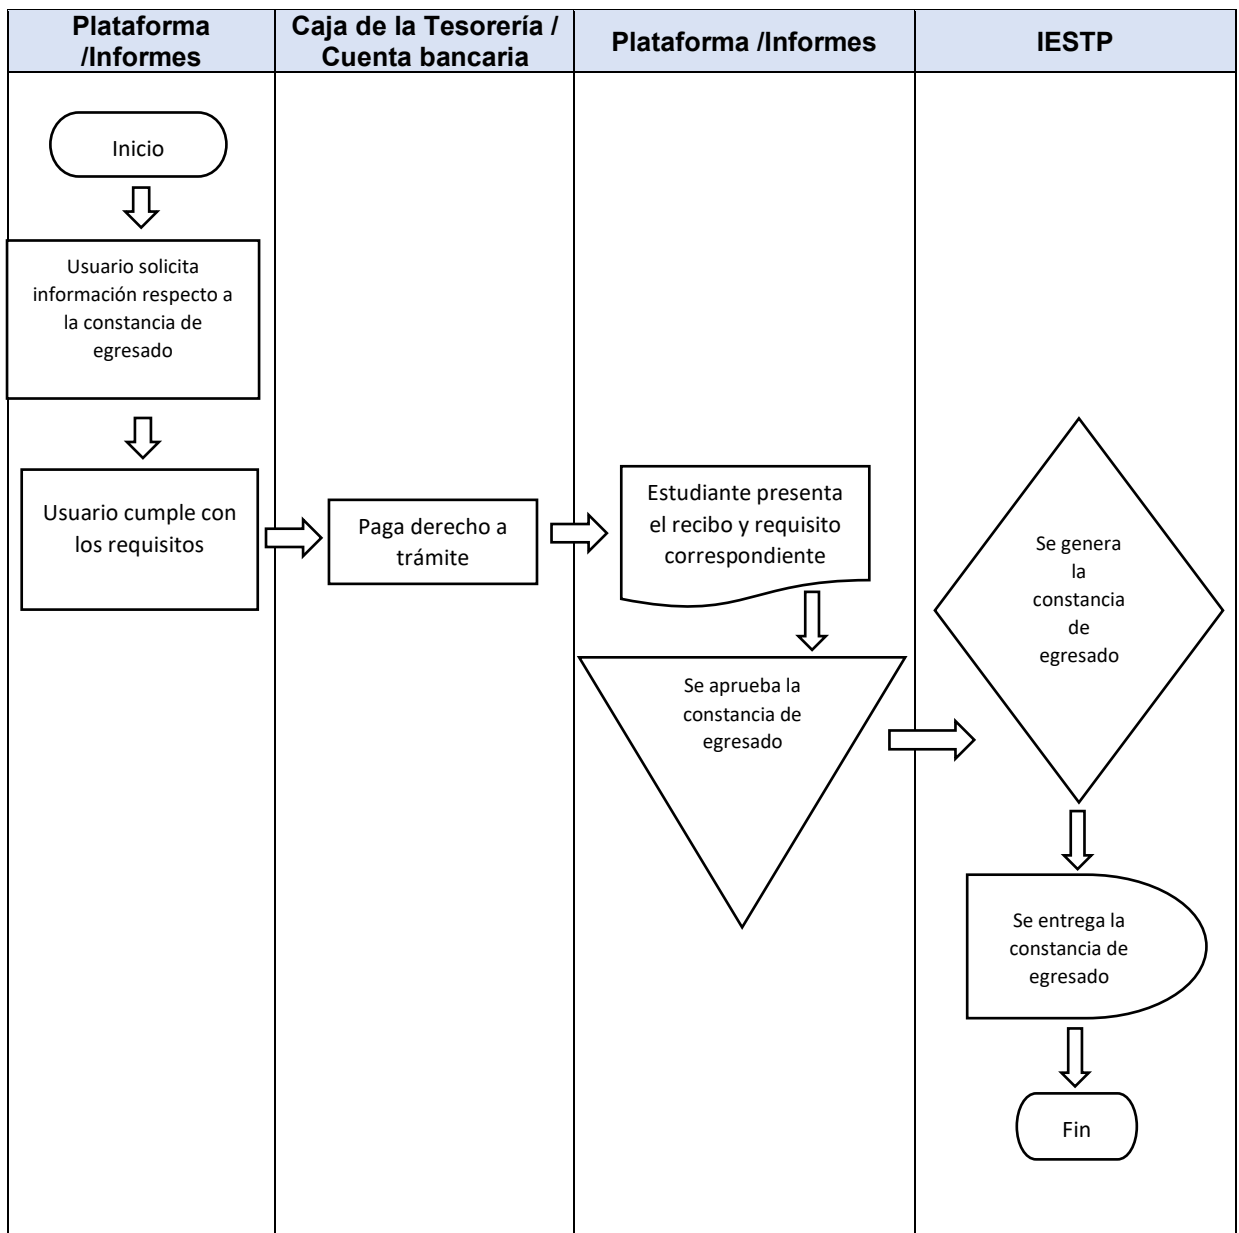 Plataforma
/Informes
Caja de la Tesorería /
Cuenta bancaria
Plataforma /Informes
IESTP
Inicio
Usuario solicita
información respecto a
la constancia de
egresado
Usuario cumple con
los requisitos
Paga derecho a
trámite
Estudiante presenta
el recibo y requisito
correspondiente
Se aprueba la
constancia de
egresado
Se genera
la
constancia
de
egresado
Se entrega la
constancia de
egresado
Fin